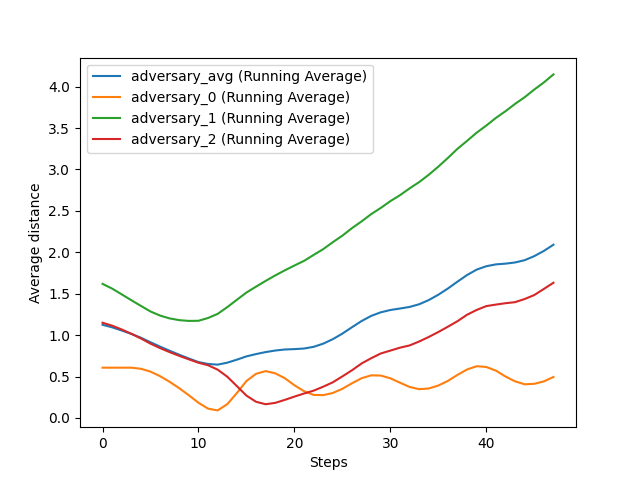 adversary_avg (Running Average)
adversary_0 (Running Average)
adversary_1 (Running Average)
adversary_2 (Running Average)
Average distance
4.0
3.5
3.0
2.5
2.0
1.5
1.0
0.5
0.0
0 10 20 30 40
Steps